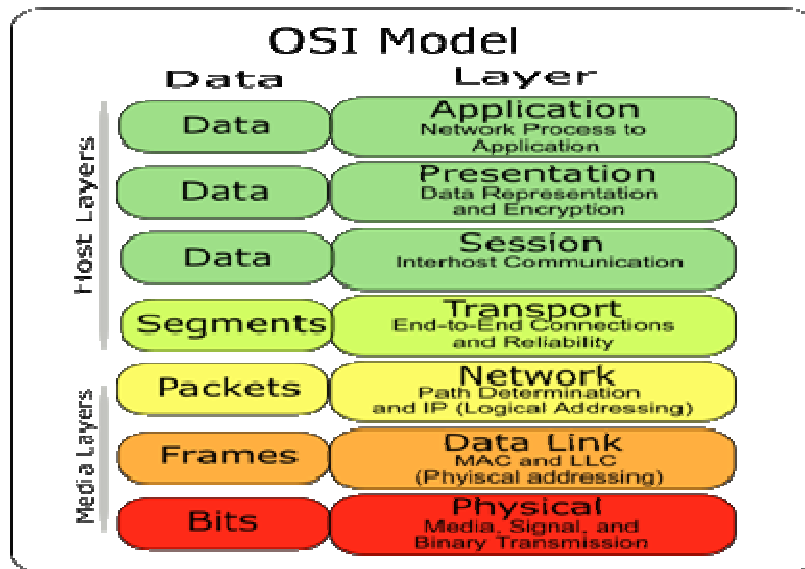 OSI Model
Data Layer
Host Layers
Data
Application
Network Process to
Application
Data
Presentation
Data Representation
and Encryption
Data
Session
Interhost Communication
Segments
Transport
End-to-End Connections
and Reliability
Media Layers
Packets
Network
Path Determination
and IP (Logical Addressing)
Frames
Data Link
MAC and LLC
(Phyiscal addressing)
Bits
Physical
Media, Signal, and
Binary Transmission